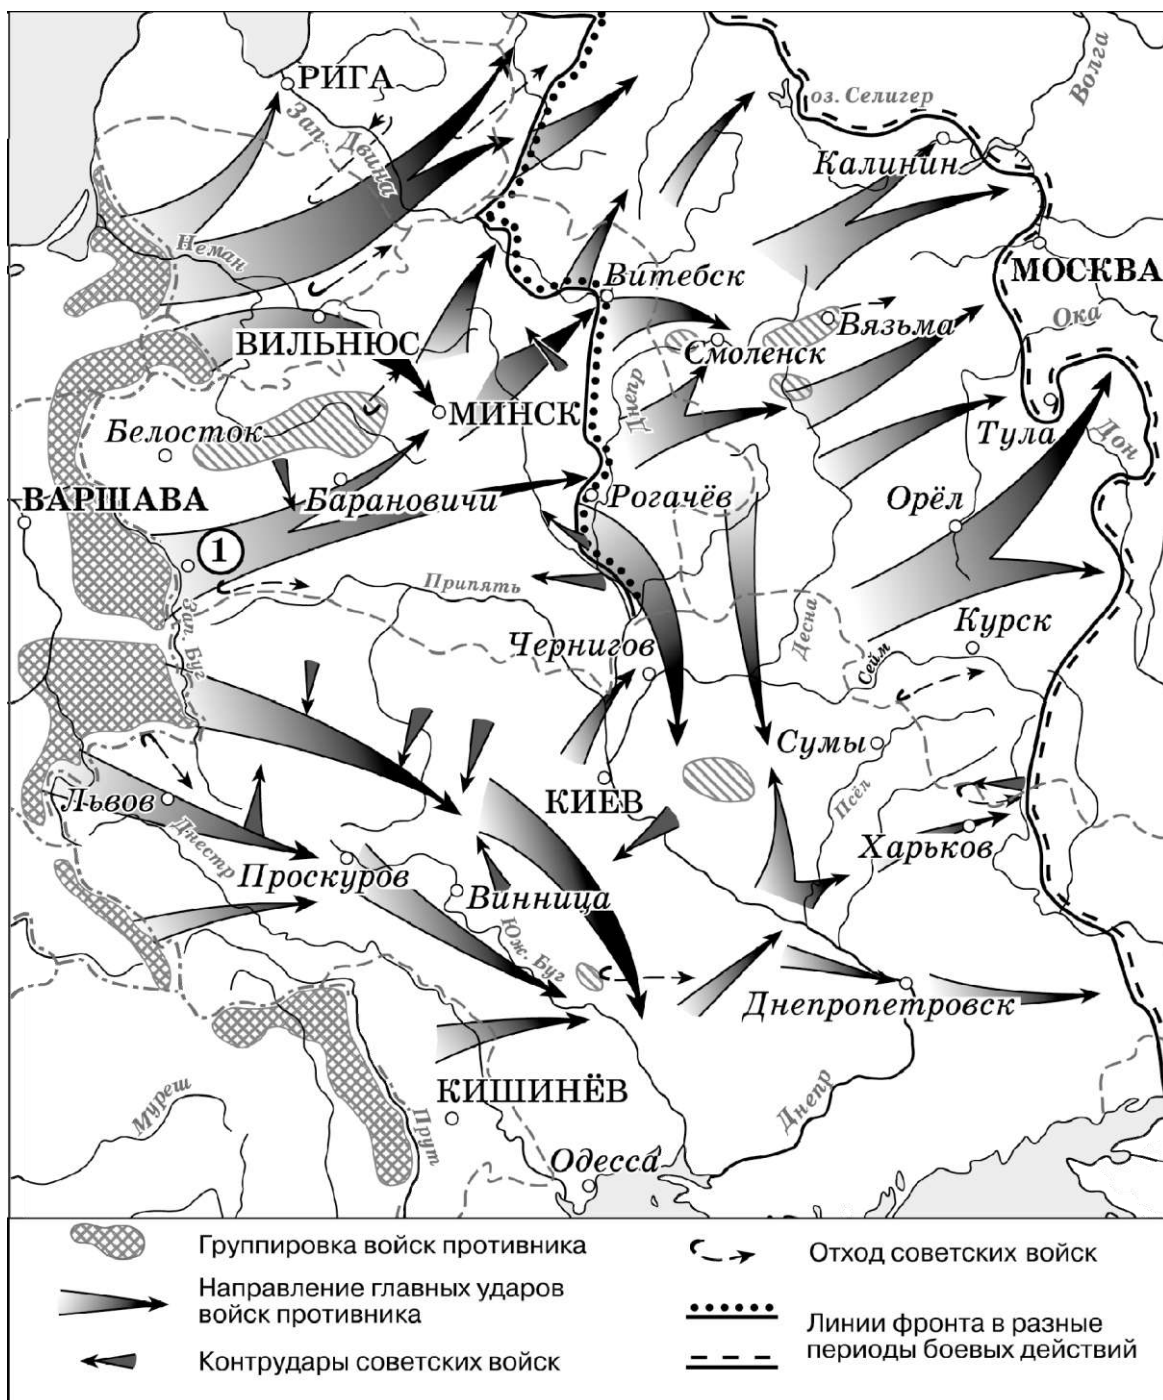 РИГА
Зап. Двина
оз. Селигер
Волга
Калинин
Неман
МОСКВА
Витебск
Вязьма
Ока
ВИЛЬНЮС
Смоленск
Днепр
МИНСК
Белосток
Тула
Дон
ВАРШАВА
Барановичи
Рогачёв
Орёл
1
Припять
Зап. Буг
Десна
Чернигов
Сейм
Курск
Сумы
Львов
КИЕВ
Псёл
Днестр
Харьков
Проскуров
Винница
Юж. Буг
Днепропетровск
КИШИНЁВ
Муреш
Прут
Днепр
Одесса
Группировка войск противника
Направление главных ударов
войск противника
Контрудары советских войск
Отход советских войск
Линии фронта в разные
периоды боевых действий